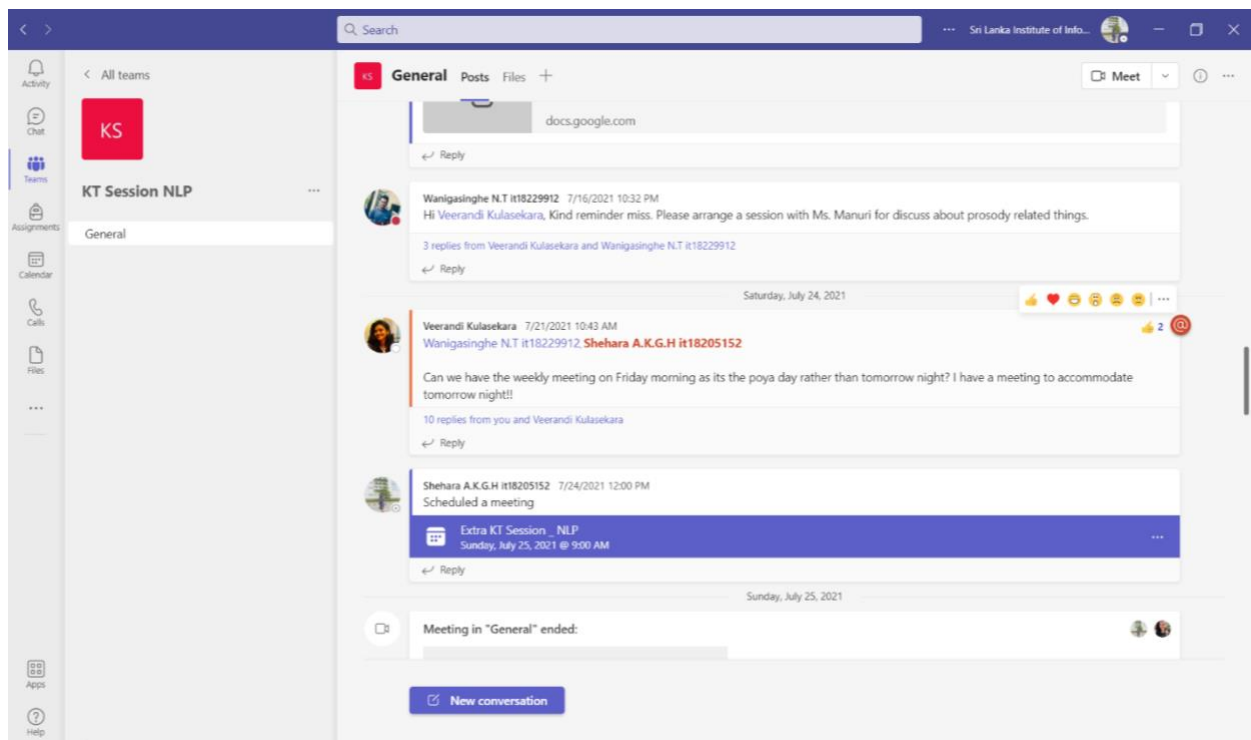 Search
Sri Lanka Institute of Info...
Activity
Chat
Teams
Assignments
Calendar
Calls
Files
Apps
Help
All teams
KS
KT Session NLP
General
KS General Posts Files
Meet
docs.google.com
Reply
Wanigasinghe N.T it18229912 7/16/2021 10:32 PM
Hi Veerandi Kulasekara, Kind reminder miss. Please arrange a session with Ms. Manuri for discuss about prosody related things.
3 replies from Veerandi Kulasekara and Wanigasinghe N.T it18229912
Reply
Saturday, July 24, 2021
Veerandi Kulasekara 7/21/2021 10:43 AM
2 @
Wanigasinghe N.T it18229912, Shehara A.K.G.H it18205152
Can we have the weekly meeting on Friday morning as its the poya day rather than tomorrow night? I have a meeting to accommodate
tomorrow night!!
10 replies from you and Veerandi Kulasekara
Reply
Shehara A.K.G.H it18205152 7/24/2021 12:00 PM
Scheduled a meeting
Extra KT Session _ NLP
Sunday, July 25, 2021 @ 9:00 AM
Reply
Sunday, July 25, 2021
Meeting in "General" ended:
New conversation